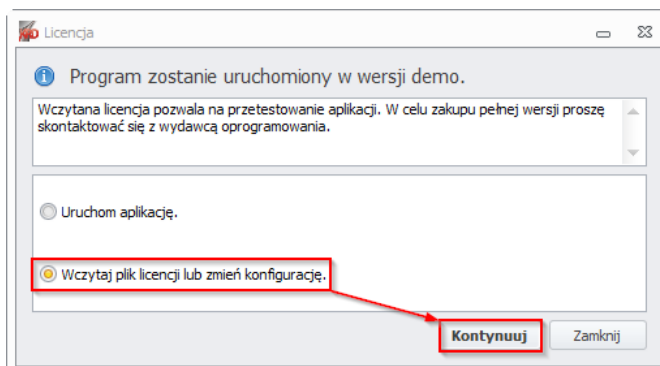 Licencja
Program zostanie uruchomiony w wersji demo.
Wczytana licencja pozwala na przetestowanie aplikacji. W celu zakupu pełnej wersji proszę
skontaktować się z wydawcą oprogramowania.
Uruchom aplikację.
Wczytaj plik licencji lub zmień konfigurację.
Kontynuuj Zamknij